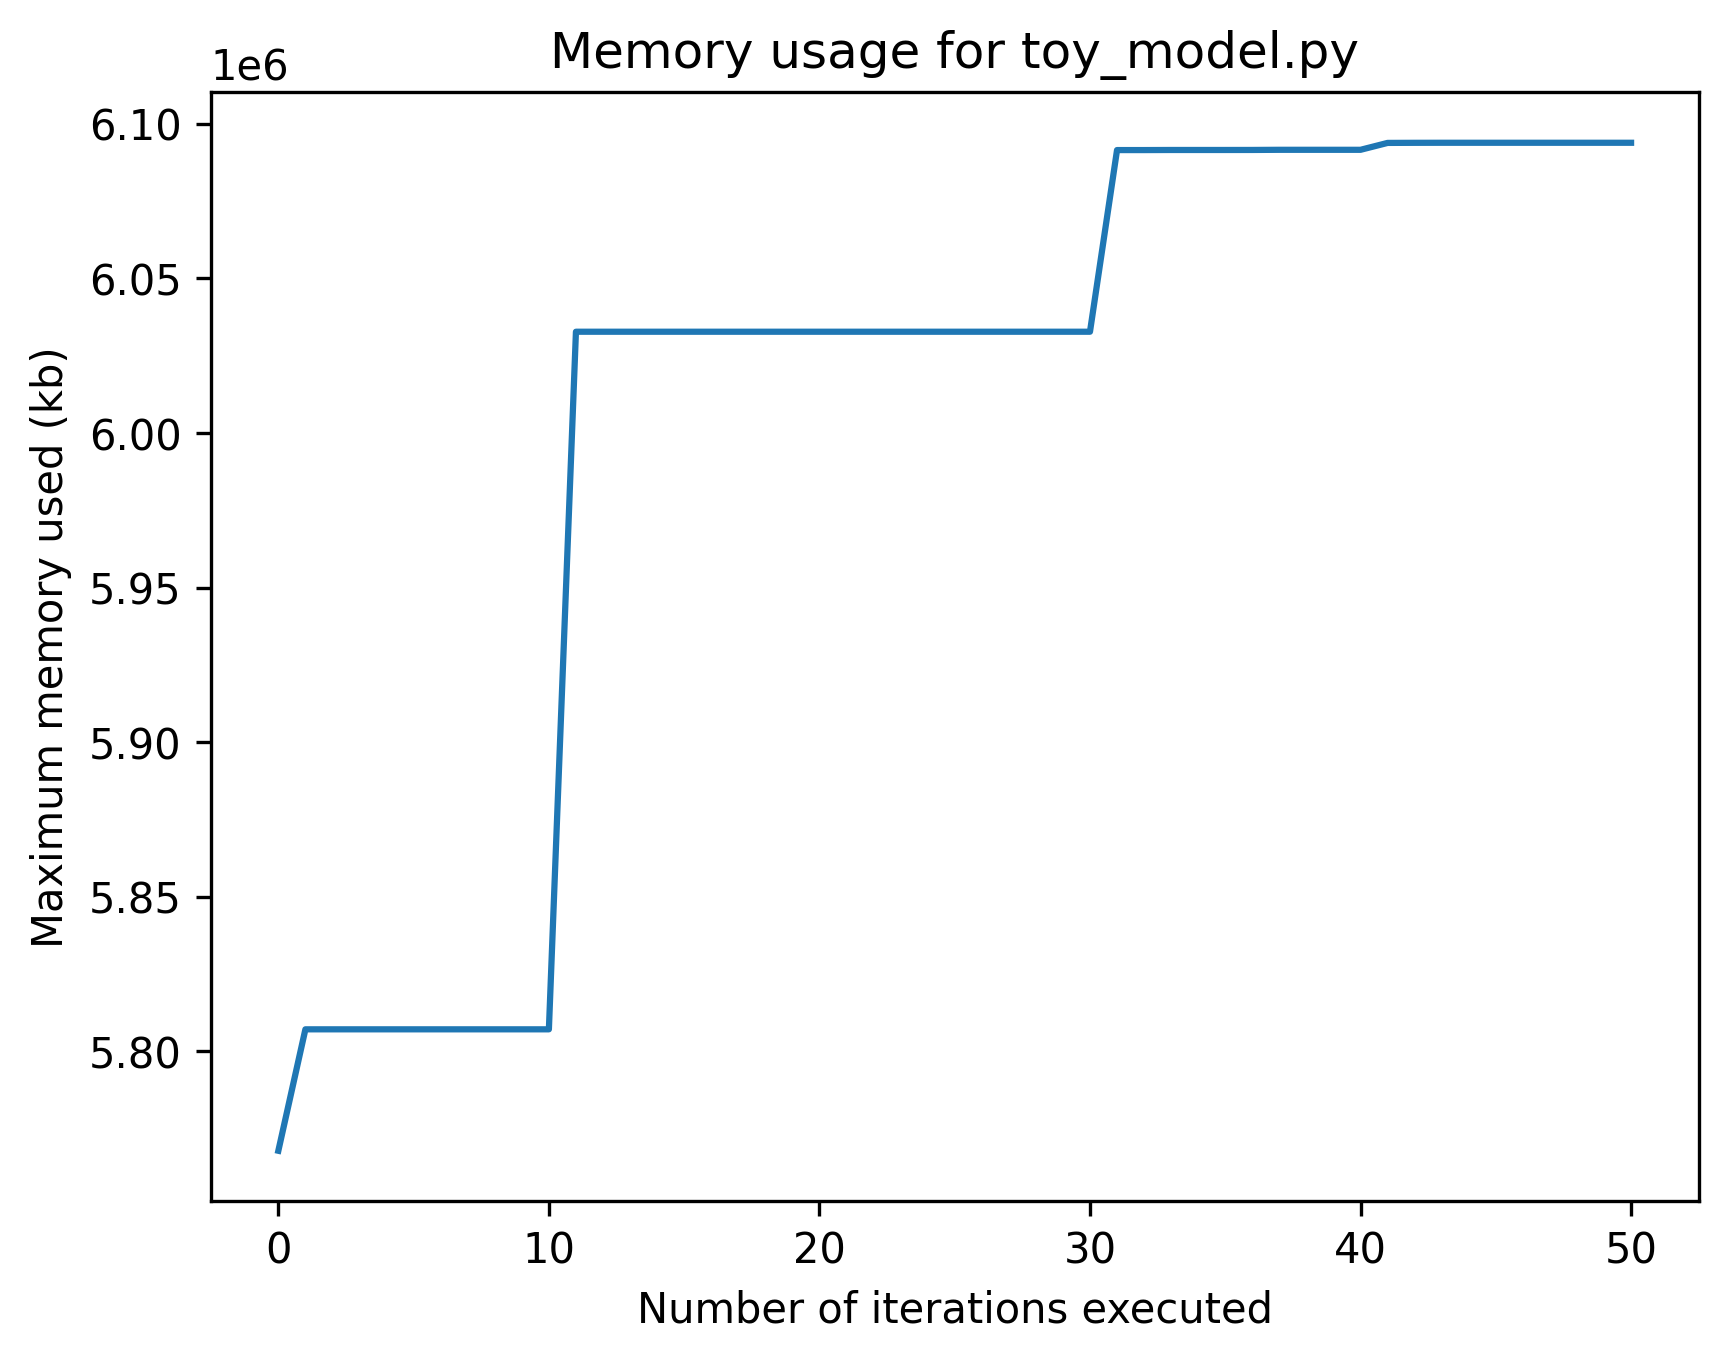 Memory usage for toy_model.py
1e6
6.10
6.05
6.00
5.95
5.90
5.85
5.80
Maximum memory used (kb)
0 10 20 30 40 50
Number of iterations executed